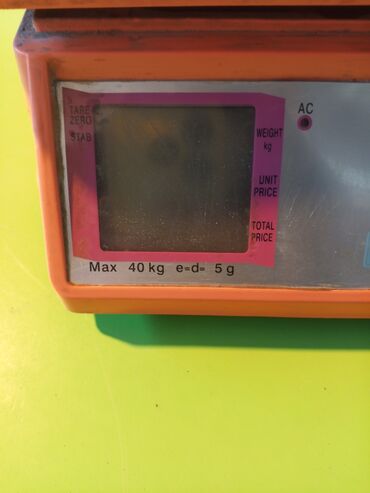 TARE
ZERO
STAB
AC
WEIGHT
kg
UNIT
PRICE
TOTAL
PRICE
Max 40 kg e=d= 5 g